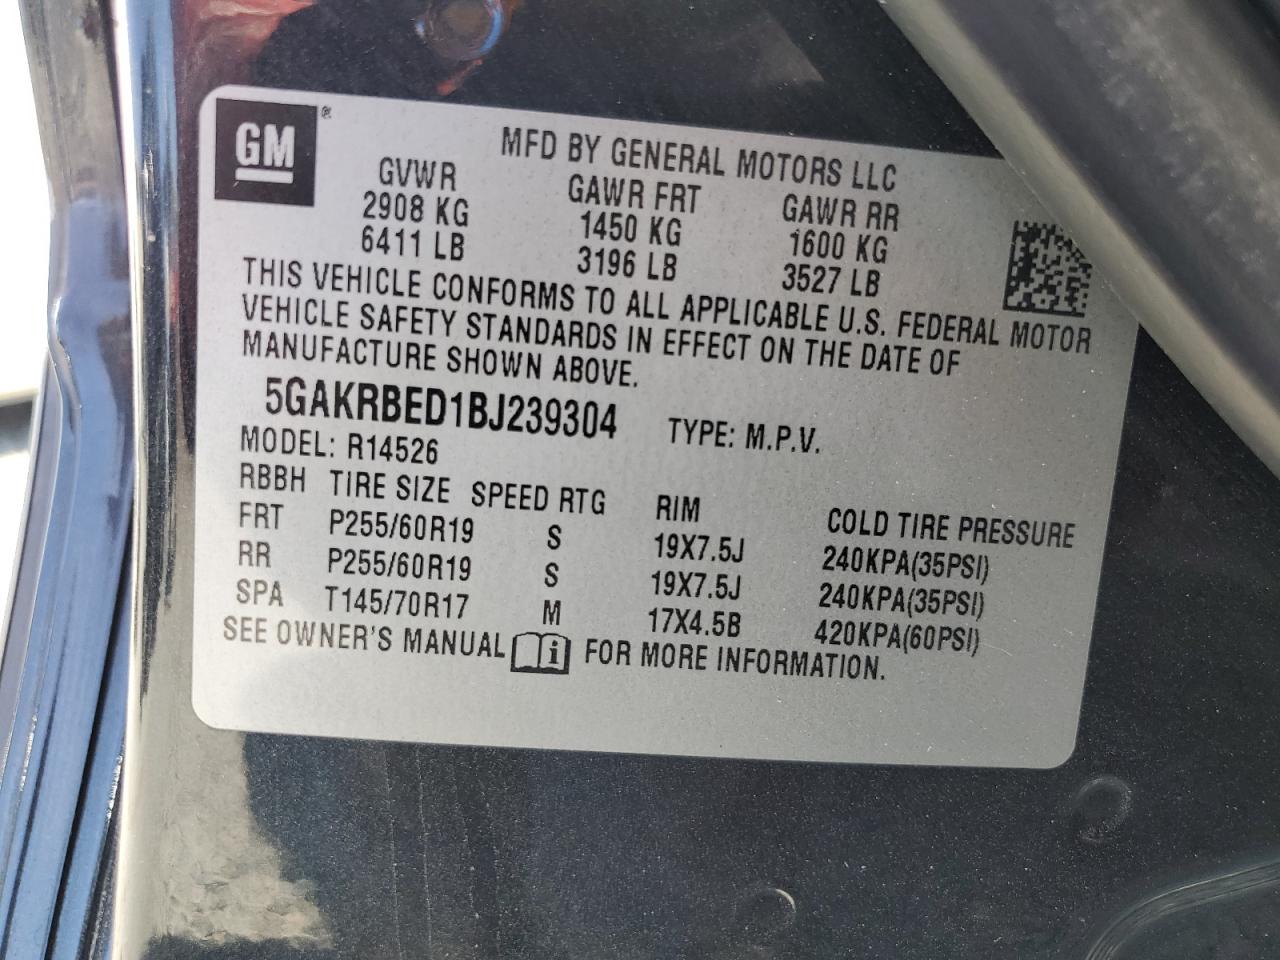 GM ®
MFD BY GENERAL MOTORS LLC
GVWR GAWR FRT GAWR RR
2908 KG 1450 KG 1600 KG
6411 LB 3196 LB 3527 LB
THIS VEHICLE CONFORMS TO ALL APPLICABLE U.S. FEDERAL MOTOR
VEHICLE SAFETY STANDARDS IN EFFECT ON THE DATE OF
MANUFACTURE SHOWN ABOVE.
5GAKRBED1BJ239304 TYPE: M.P.V.
MODEL: R14526
RBBH TIRE SIZE SPEED RTG RIM COLD TIRE PRESSURE
FRT P255/60R19 S 19X7.5J 240KPA(35PSI)
RR P255/60R19 S 19X7.5J 240KPA(35PSI)
SPA T145/70R17 M 17X4.5B 420KPA(60PSI)
SEE OWNER'S MANUAL i FOR MORE INFORMATION.